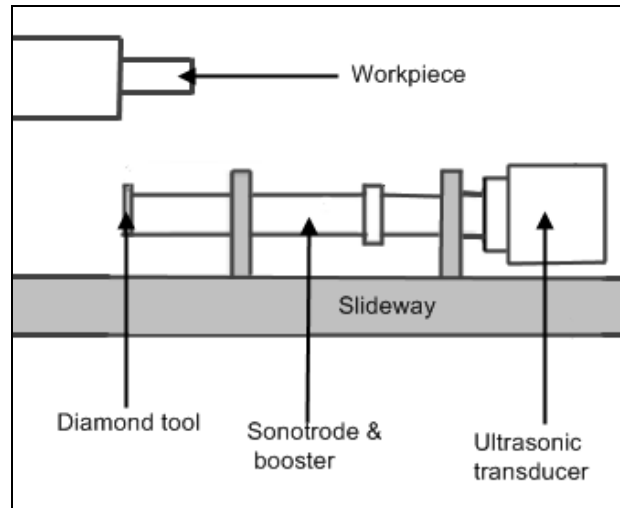 Workpiece
Slideway
Diamond tool
Sonotrode &
booster
Ultrasonic
transducer